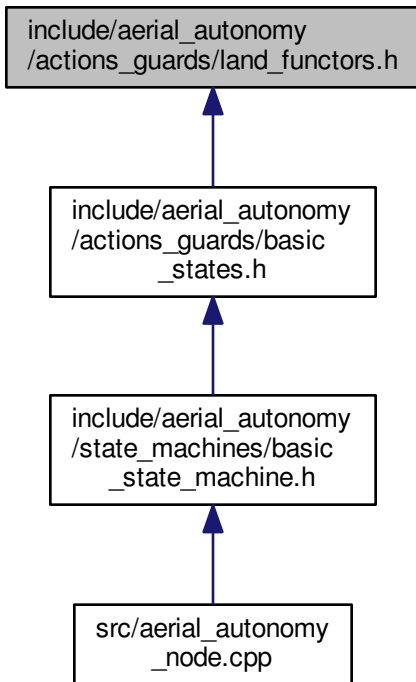 include/aerial_autonomy
/actions_guards/land_functors.h
include/aerial_autonomy
/actions_guards/basic
_states.h
include/aerial_autonomy
/state_machines/basic
_state_machine.h
src/aerial_autonomy
_node.cpp